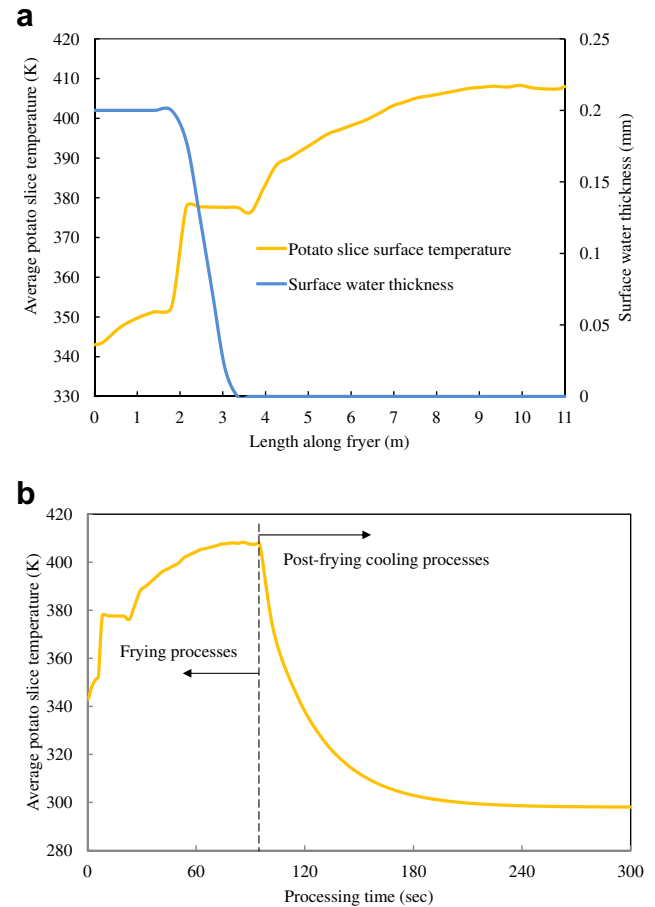 a
420
410
400
390
380
370
360
350
340
330
Average potato slice temperature (K)
0.25
0.2
0.15
0.1
0.05
0
Surface water thickness (mm)
Potato slice surface temperature
Surface water thickness
0 1 2 3 4 5 6 7 8 9 10 11
Length along fryer (m)
b
420
400
380
360
340
320
300
280
Average potato slice temperature (K)
Post-frying cooling processes
Frying processes
0 60 120 180 240 300
Processing time (sec)